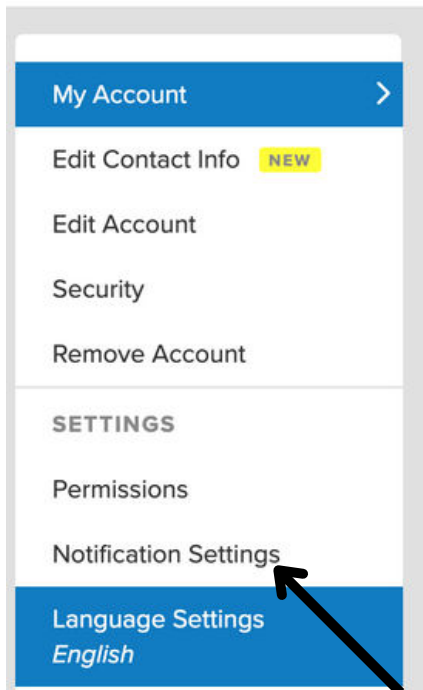 My Account
Edit Contact Info NEW
Edit Account
Security
Remove Account
SETTINGS
Permissions
Notification Settings
Language Settings
English